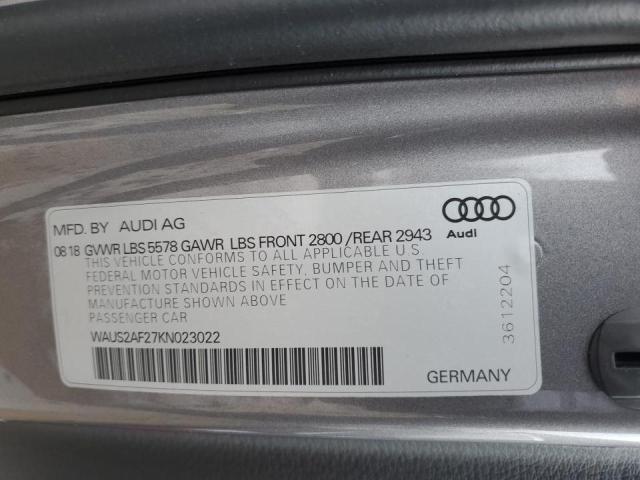 MFD. BY AUDI AG
Audi
08 18 GVWR LBS 5578 GAWR LBS FRONT 2800 /REAR 2943
THIS VEHICLE CONFORMS TO ALL APPLICABLE U.S.
FEDERAL MOTOR VEHICLE SAFETY, BUMPER AND THEFT
PREVENTION STANDARDS IN EFFECT ON THE DATE OF
MANUFACTURE SHOWN ABOVE
PASSENGER CAR
WAUS2AF27KN023022
GERMANY
3612204